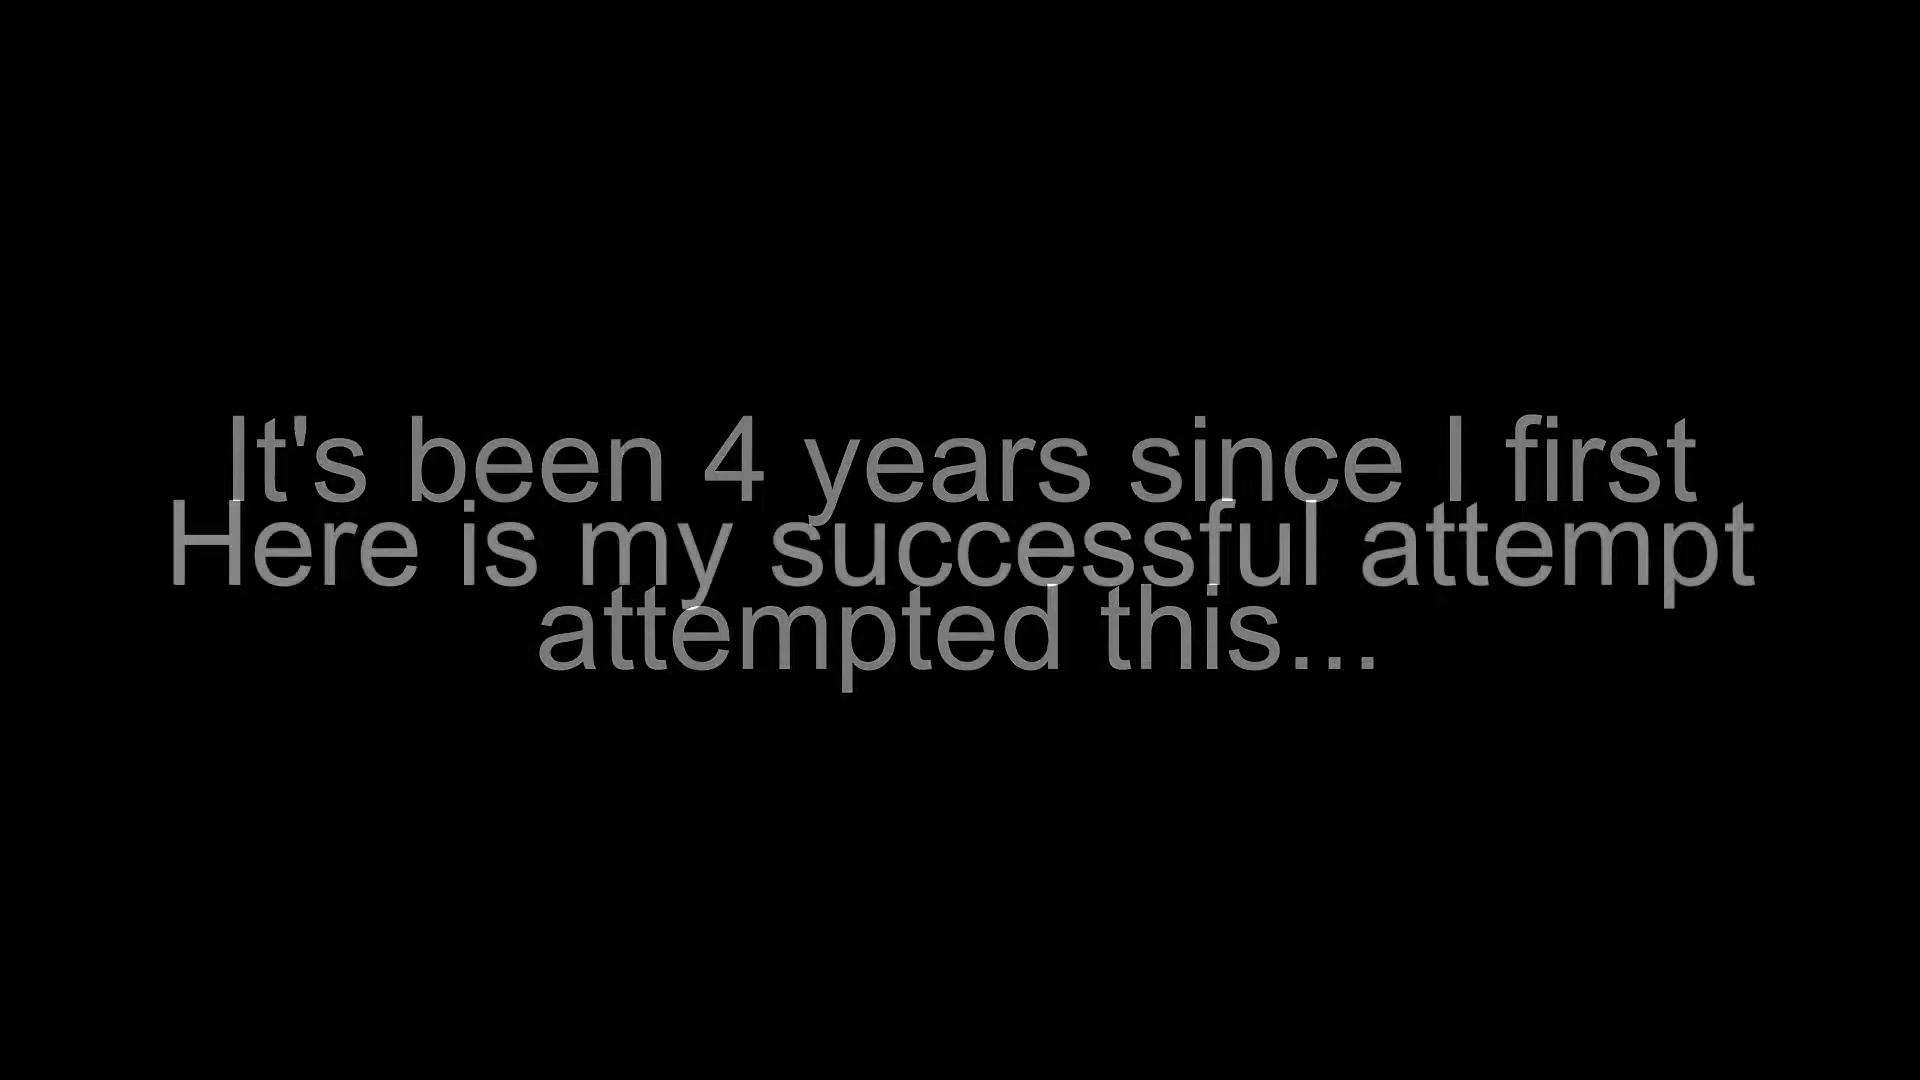 It's been 4 years since I first
Here is my successful attempt
attempted this...